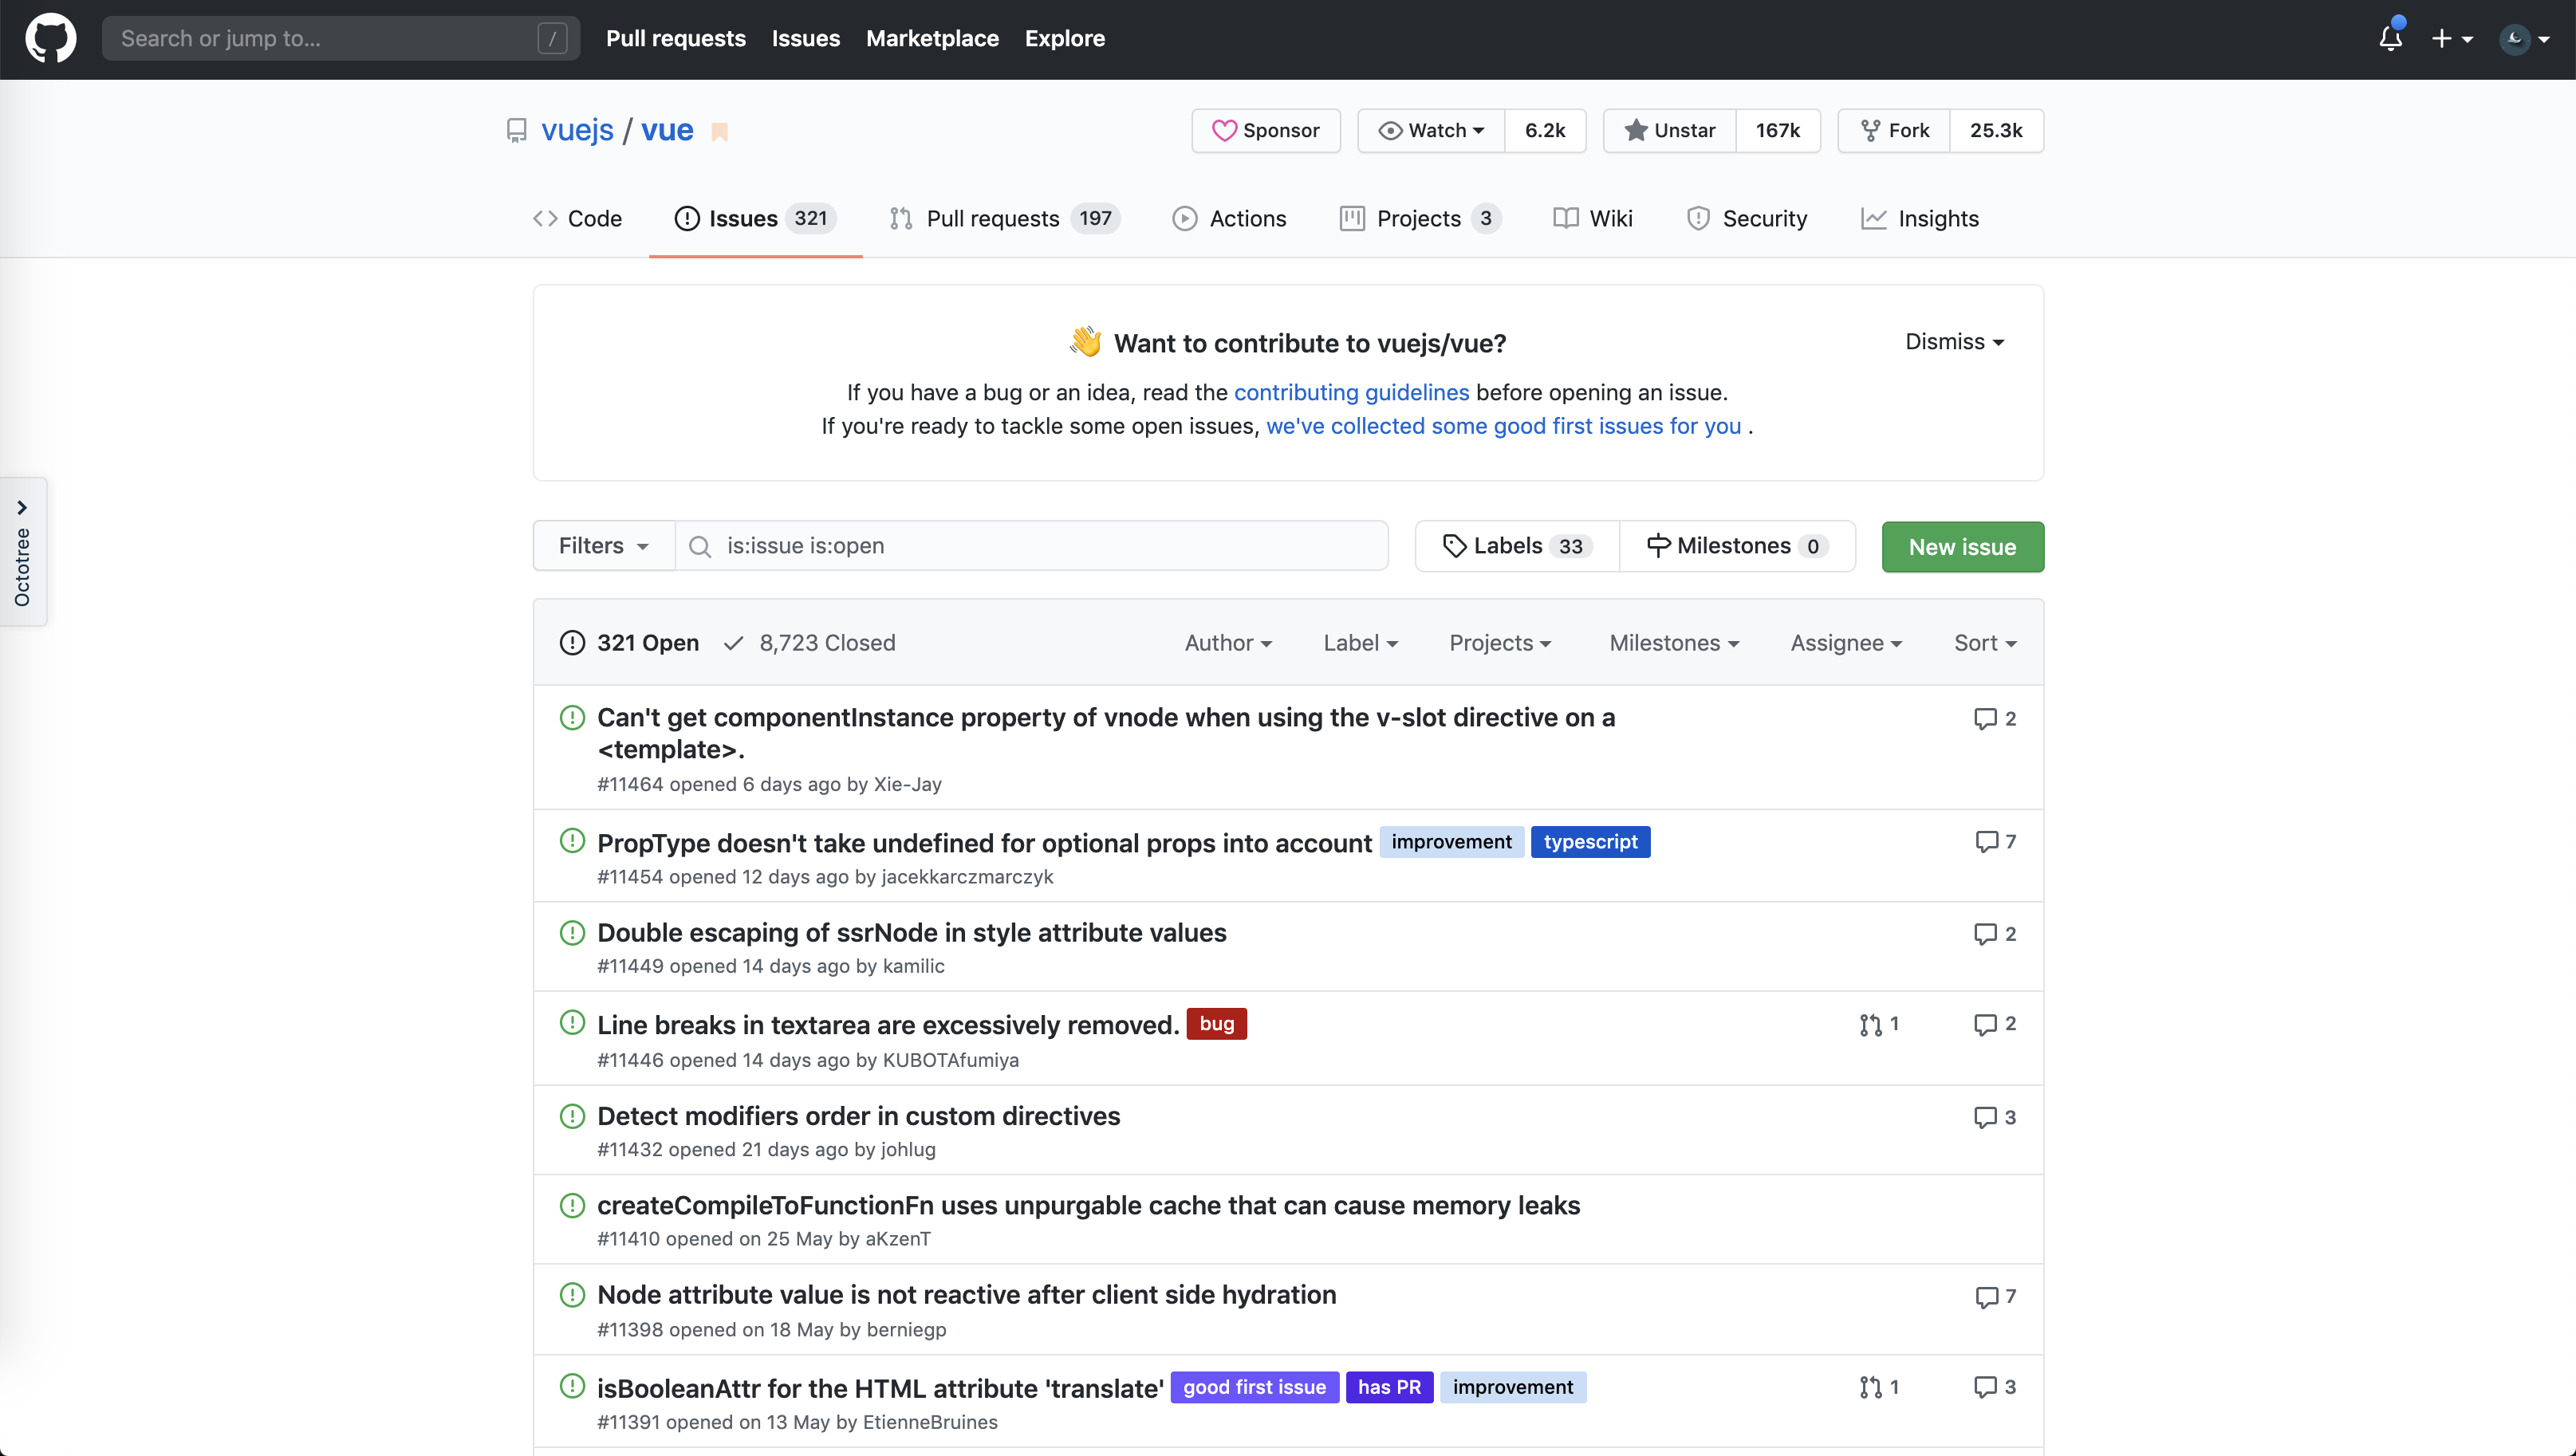 Search or jump to... /
Pull requests Issues Marketplace Explore
vuejs / vue
Sponsor Watch 6.2k Unstar 167k Fork 25.3k
Code Issues 321 Pull requests 197 Actions Projects 3 Wiki Security Insights
👋 Want to contribute to vuejs/vue?
Dismiss
If you have a bug or an idea, read the contributing guidelines before opening an issue.
If you're ready to tackle some open issues, we've collected some good first issues for you .
Octotree
Filters is:issue is:open Labels 33 Milestones 0 New issue
321 Open 8,723 Closed Author Label Projects Milestones Assignee Sort
Can't get componentInstance property of vnode when using the v-slot directive on a
<template>.
2
#11464 opened 6 days ago by Xie-Jay
PropType doesn't take undefined for optional props into account improvement typescript 7
#11454 opened 12 days ago by jacekkarczmarczyk
Double escaping of ssrNode in style attribute values 2
#11449 opened 14 days ago by kamilic
Line breaks in textarea are excessively removed. bug 1 2
#11446 opened 14 days ago by KUBOTAfumiya
Detect modifiers order in custom directives 3
#11432 opened 21 days ago by johlug
createCompileToFunctionFn uses unpurgable cache that can cause memory leaks
#11410 opened on 25 May by aKzenT
Node attribute value is not reactive after client side hydration 7
#11398 opened on 18 May by berniegp
isBooleanAttr for the HTML attribute 'translate' good first issue has PR improvement 1 3
#11391 opened on 13 May by EtienneBruines